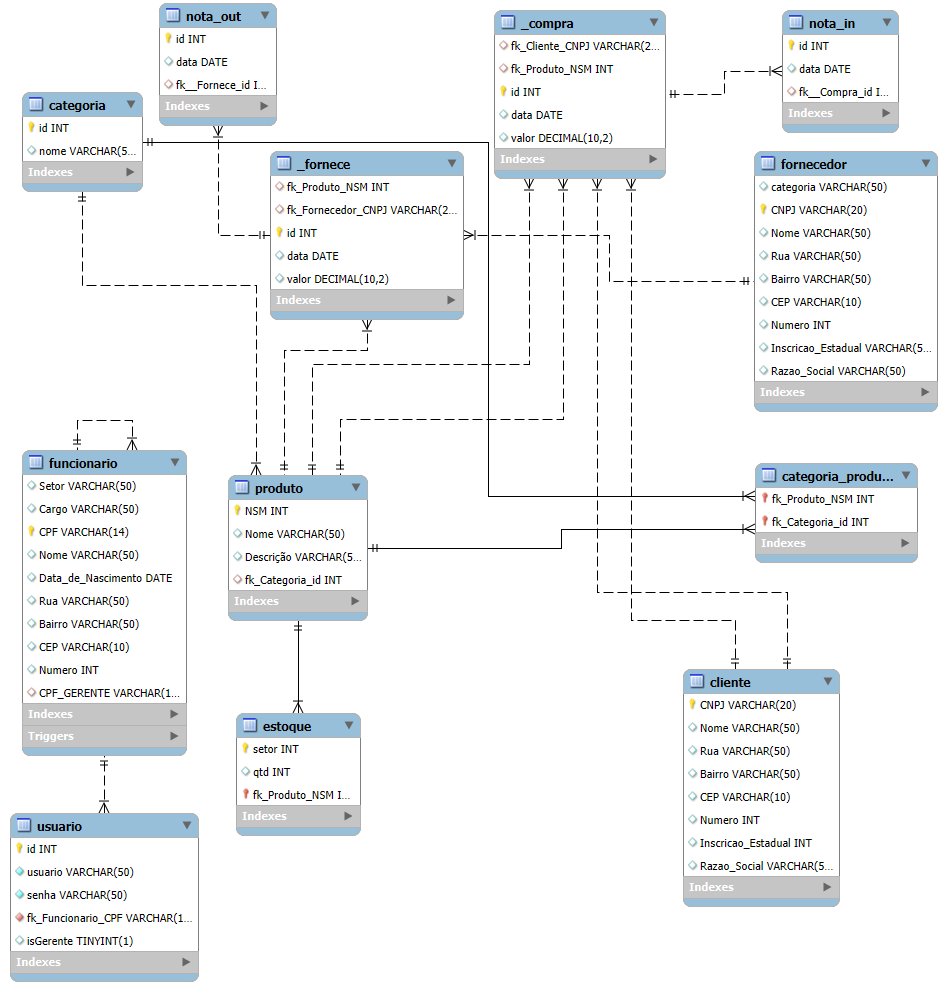 nota_out
id INT
data DATE
fk__Fornece_id I...
Indexes
_compra
fk_Cliente_CNPJ VARCHAR(2...
fk_Produto_NSM INT
id INT
data DATE
valor DECIMAL(10,2)
Indexes
nota_in
id INT
data DATE
fk__Compra_id I...
Indexes
categoria
id INT
nome VARCHAR(5...
Indexes
_fornece
fk_Produto_NSM INT
fk_Fornecedor_CNPJ VARCHAR(2...
id INT
data DATE
valor DECIMAL(10,2)
Indexes
fornecedor
categoria VARCHAR(50)
CNPJ VARCHAR(20)
Nome VARCHAR(50)
Rua VARCHAR(50)
Bairro VARCHAR(50)
CEP VARCHAR(10)
Numero INT
Inscricao_Estadual VARCHAR(5...
Razao_Social VARCHAR(50)
Indexes
funcionario
Setor VARCHAR(50)
Cargo VARCHAR(50)
CPF VARCHAR(14)
Nome VARCHAR(50)
Data_de_Nascimento DATE
Rua VARCHAR(50)
Bairro VARCHAR(50)
CEP VARCHAR(10)
Numero INT
CPF_GERENTE VARCHAR(1...
Indexes
Triggers
produto
NSM INT
Nome VARCHAR(50)
Descrição VARCHAR(5...
fk_Categoria_id INT
Indexes
categoria_produ...
fk_Produto_NSM INT
fk_Categoria_id INT
Indexes
estoque
setor INT
qtd INT
fk_Produto_NSM I...
Indexes
cliente
CNPJ VARCHAR(20)
Nome VARCHAR(50)
Rua VARCHAR(50)
Bairro VARCHAR(50)
CEP VARCHAR(10)
Numero INT
Inscricao_Estadual INT
Razao_Social VARCHAR(5...
Indexes
usuario
id INT
usuario VARCHAR(50)
senha VARCHAR(50)
fk_Funcionario_CPF VARCHAR(1...
isGerente TINYINT(1)
Indexes